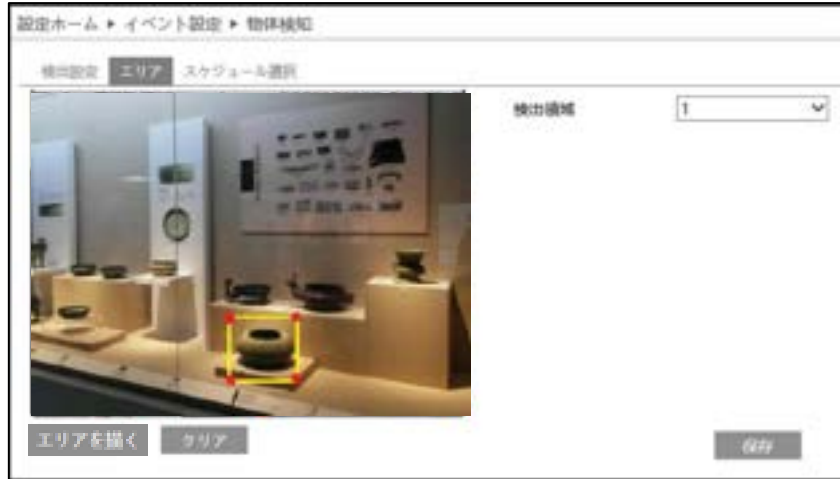 設定ホーム ▶ イベント設定 ▶ 物体検知
検出設定 エリア スケジュール選択
検出領域 1
エリアを描く クリア
保存